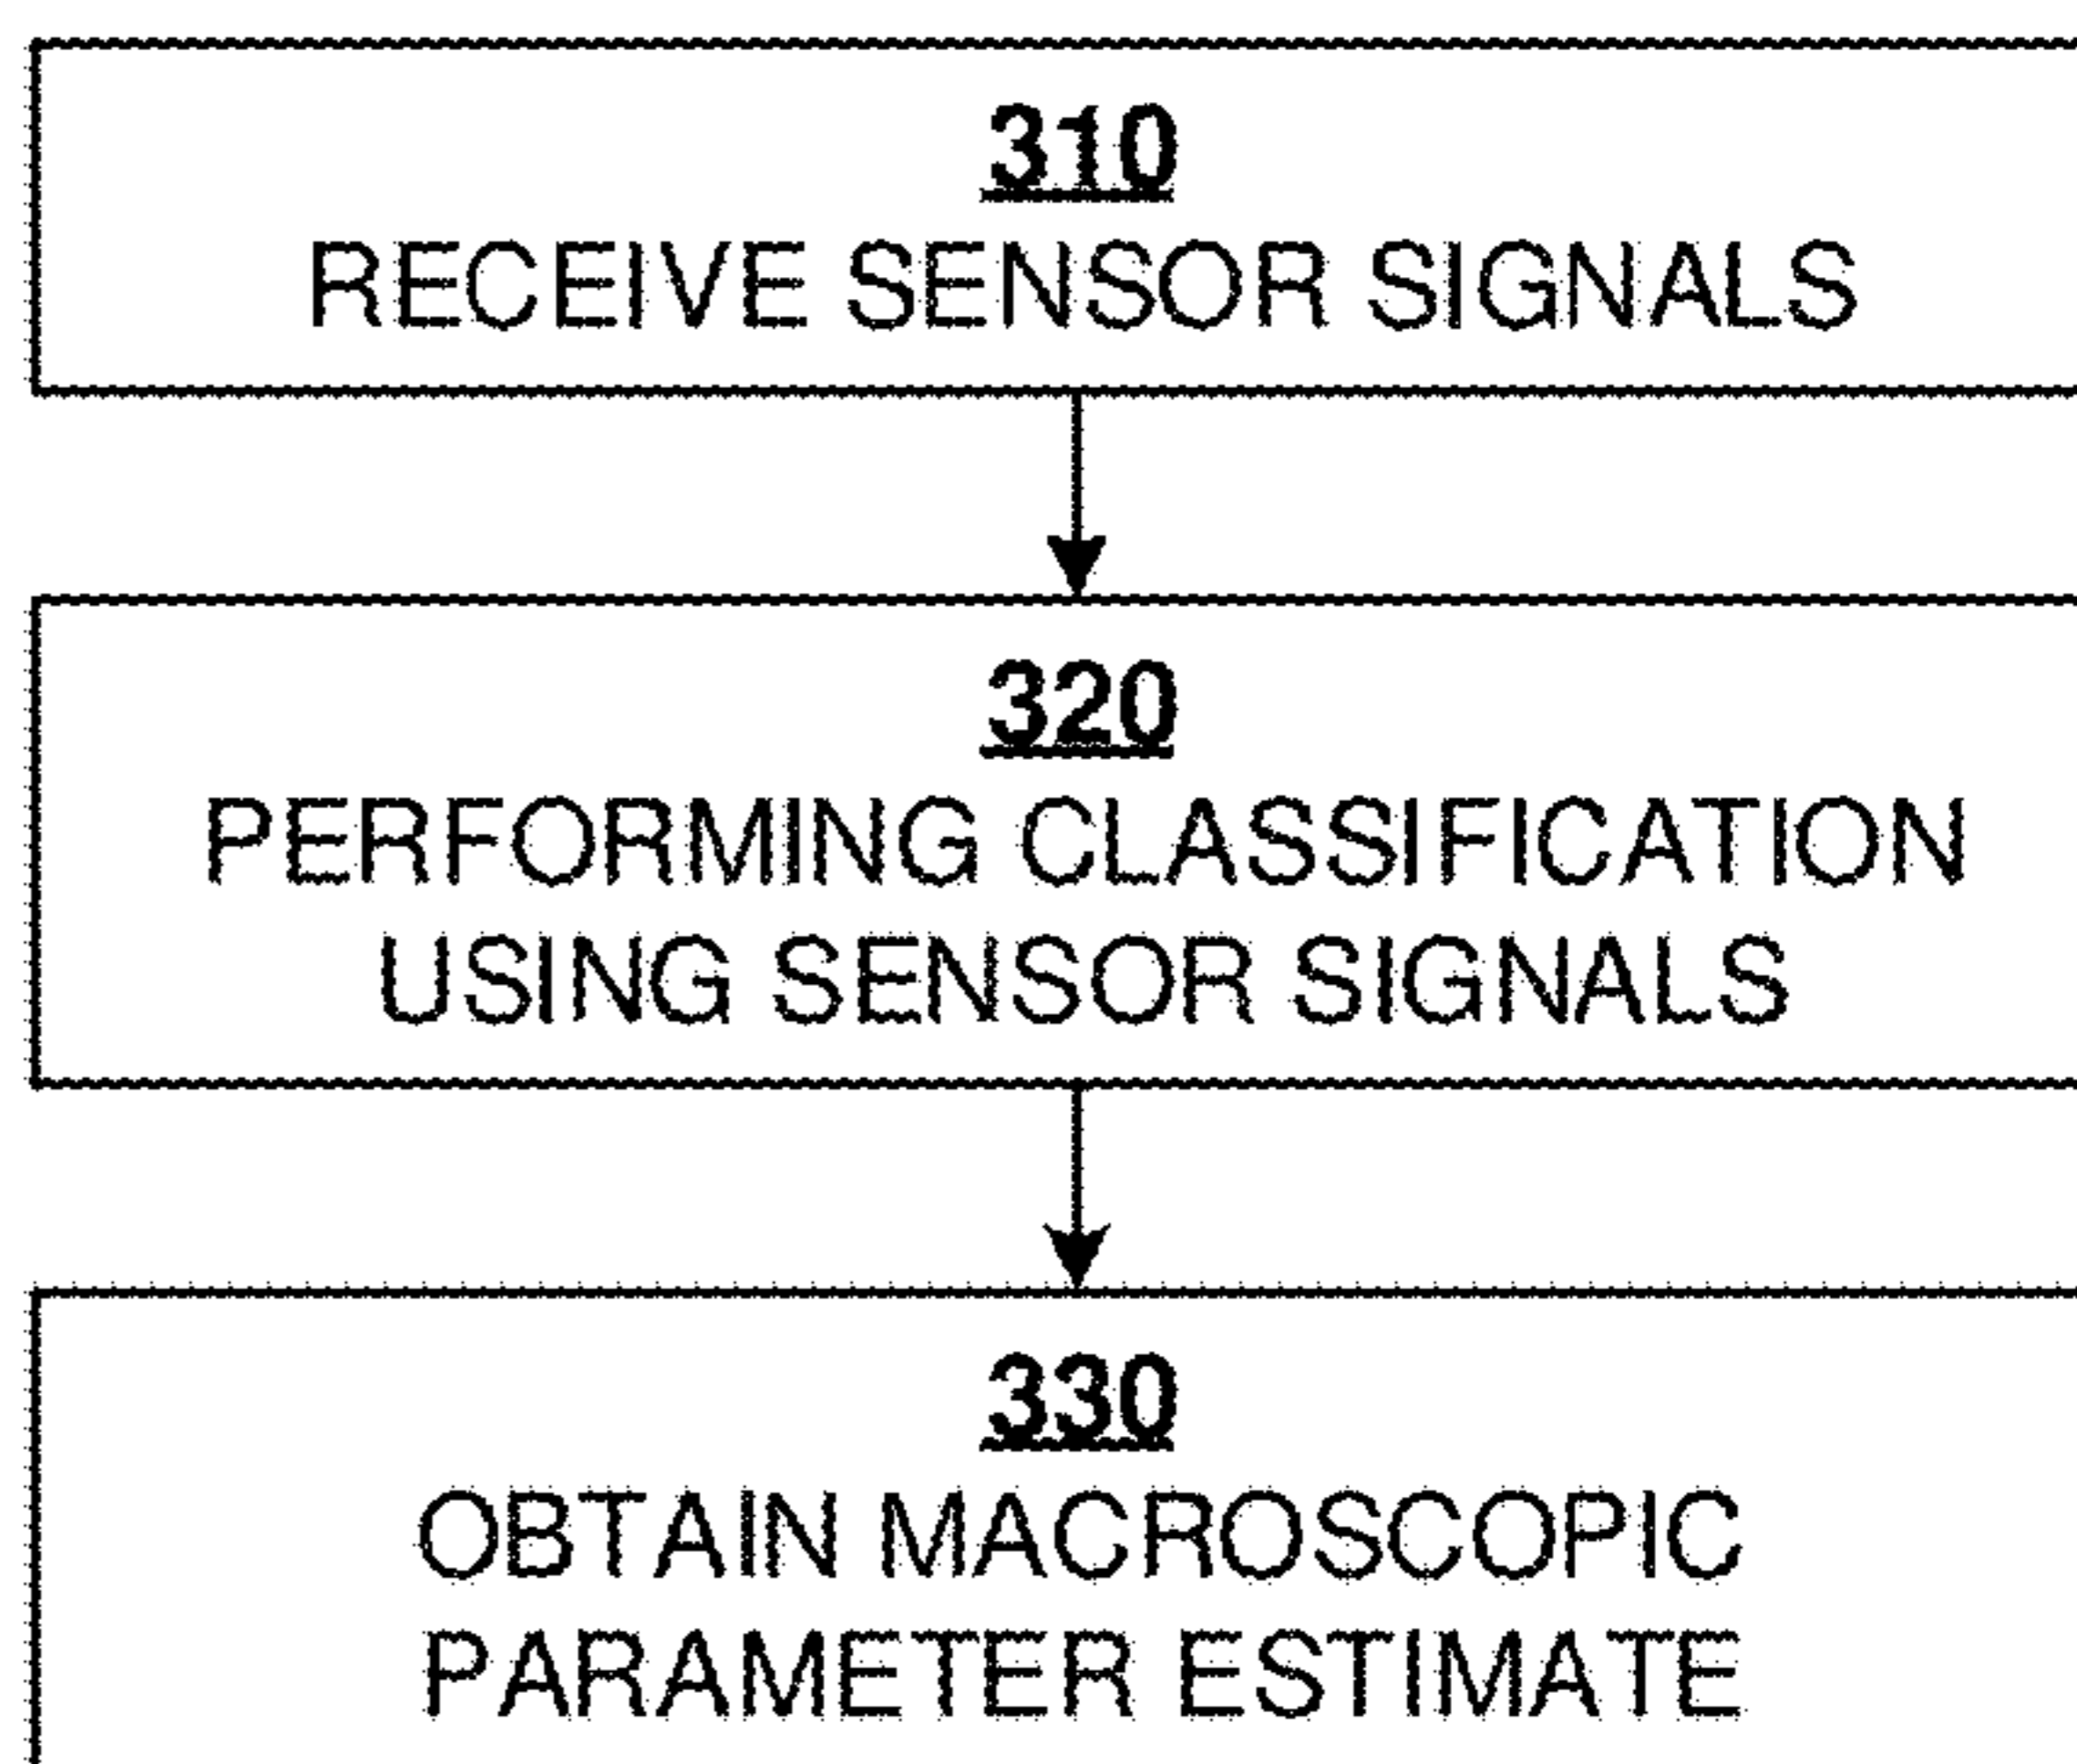 310
RECEIVE SENSOR SIGNALS
320
PERFORMING CLASSIFICATION
USING SENSOR SIGNALS
330
OBTAIN MACROSCOPIC
PARAMETER ESTIMATE